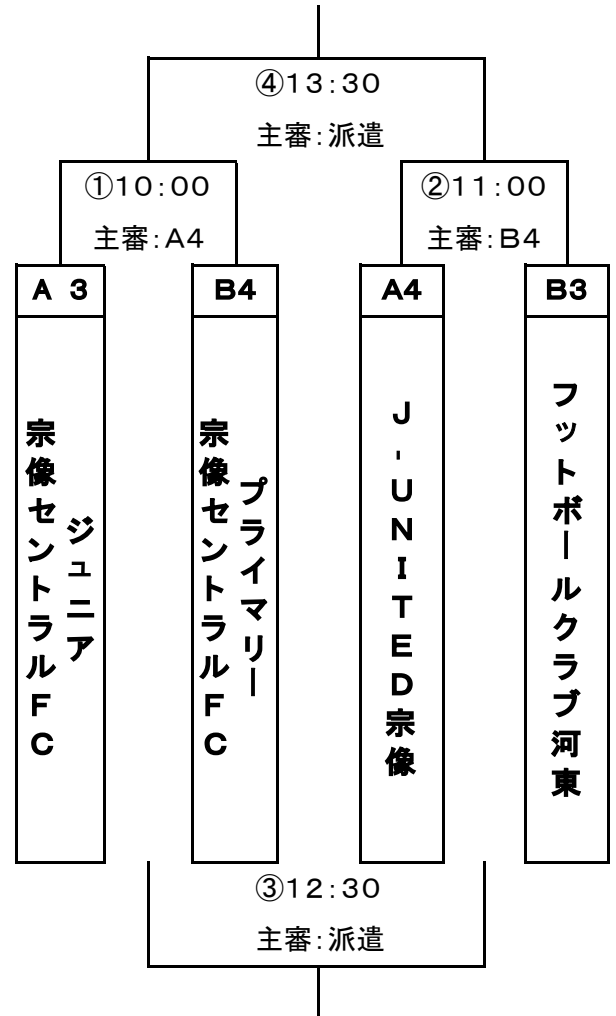 ④13:30
主審:派遣
①10:00
主審:A4
②11:00
主審:B4
A 3
B4
A4
B3
宗像セントラルFC
ジュニア
宗像セントラルFC
プライマリー
J-UNITED宗像
フットボールクラブ河東
③12:30
主審:派遣